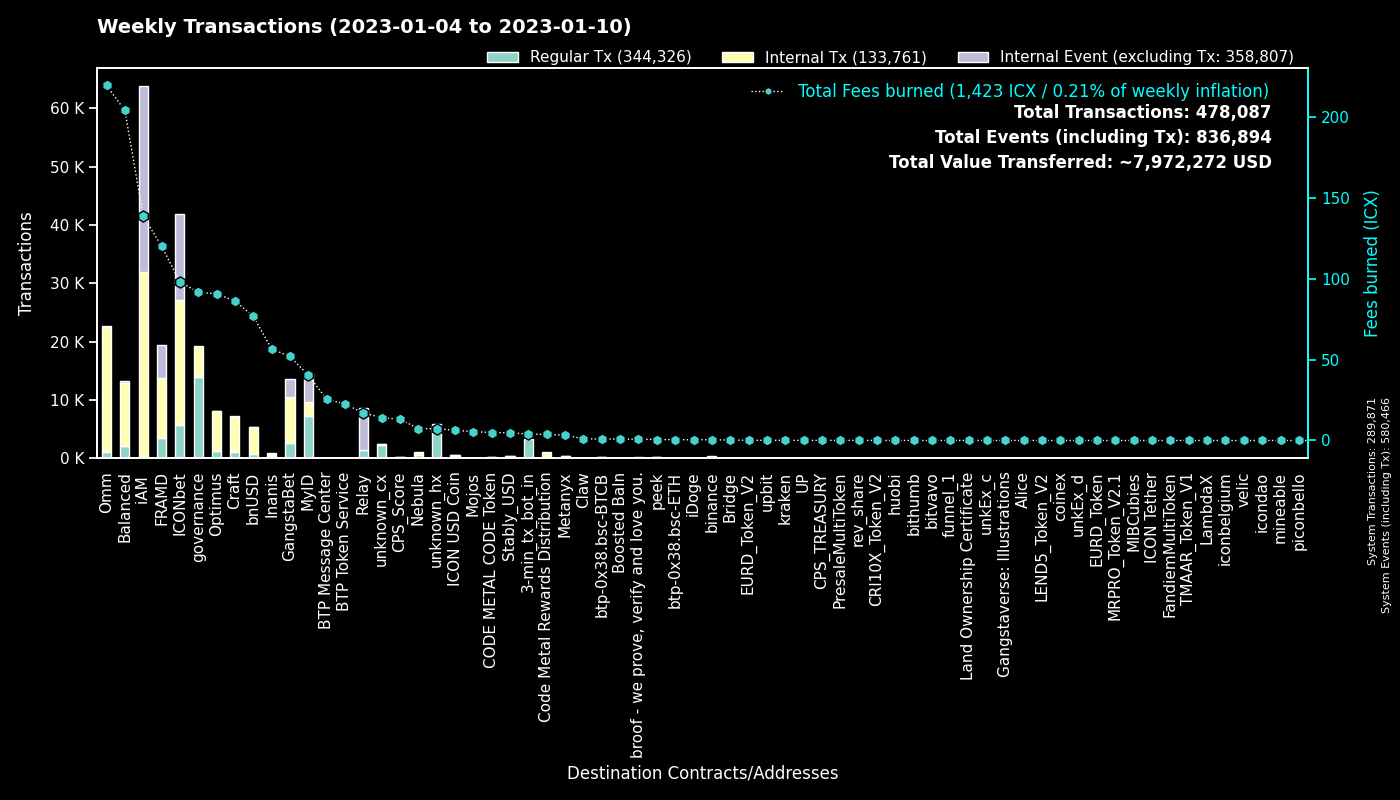 Weekly Transactions (2023-01-04 to 2023-01-10)
Regular Tx (344,326)
Internal Tx (133,761)
Internal Event (excluding Tx: 358,807)
Total Fees burned (1,423 ICX / 0.21% of weekly inflation)
Total Transactions: 478,087
Total Events (including Tx): 836,894
Total Value Transferred: ~7,972,272 USD
Transactions
60 K
50 K
40 K
30 K
20 K
10 K
0 K
200
150
100
50
0
Fees burned (ICX)
System Transactions: 289,871
System Events (including Tx): 580,466
Omm
Balanced
iAM
FRAMD
ICONbet
governance
Optimus
Craft
bnUSD
Inanis
GangstaBet
MyID
BTP Message Center
BTP Token Service
Relay
unknown_cx
CPS_Score
Nebula
unknown_hx
ICON USD Coin
Mojos
CODE METAL CODE Token
Stably_USD
3-min_tx_bot_in
Code Metal Rewards Distribution
Metanyx
Claw
btp-0x38.bsc-BTCB
Boosted Baln
broof - we prove, verify and love you.
peek
btp-0x38.bsc-ETH
iDoge
binance
Bridge
EURD_Token_V2
upbit
kraken
UP
CPS_TREASURY
PresaleMultiToken
rev_share
CRI10X_Token_V2
huobi
bithumb
bitvavo
funnel_1
Land Ownership Certificate
unkEx_c
Gangstaverse: Illustrations
Alice
LEND5_Token_V2
coinex
unkEx_d
EURD_Token
MRPRO_Token_V2.1
MIBCubies
ICON Tether
FandiemMultiToken
TMAAR_Token_V1
LambdaX
iconbelgium
velic
icondao
mineable
piconbello
Destination Contracts/Addresses